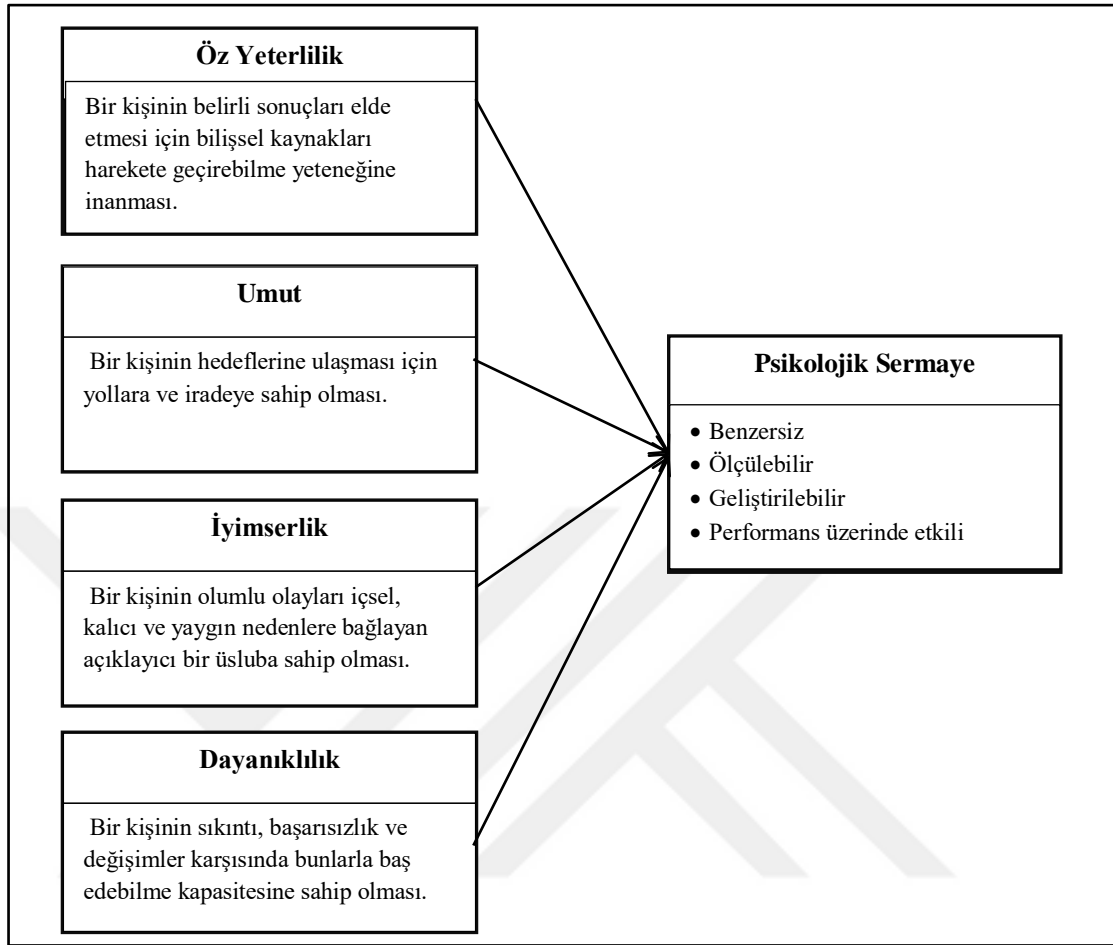 Öz Yeterlilik
Bir kişinin belirli sonuçları elde
etmesi için bilişsel kaynakları
harekete geçirebilme yeteneğine
inanması.
Umut
Bir kişinin hedeflerine ulaşması için
yollara ve iradeye sahip olması.
İyimserlik
Bir kişinin olumlu olayları içsel,
kalıcı ve yaygın nedenlere bağlayan
açıklayıcı bir üsluba sahip olması.
Dayanıklılık
Bir kişinin sıkıntı, başarısızlık ve
değişimler karşısında bunlarla baş
edebilme kapasitesine sahip olması.
Psikolojik Sermaye
• Benzersiz
• Ölçülebilir
• Geliştirilebilir
• Performans üzerinde etkili